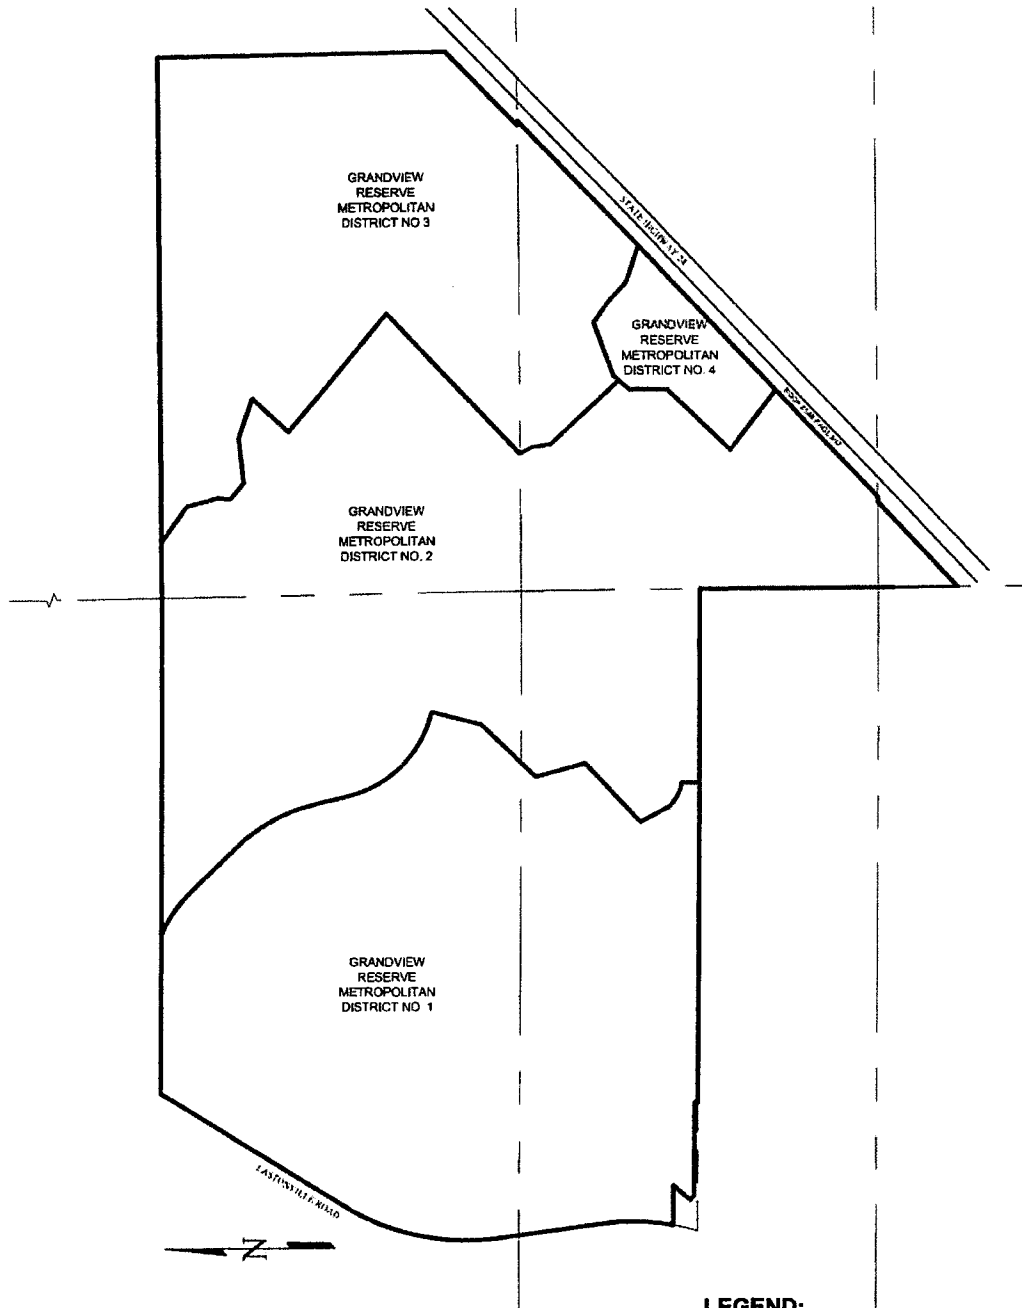 GRANDVIEW
RESERVE
METROPOLITAN
DISTRICT NO 3
STATE HIGHWAY 24
GRANDVIEW
RESERVE
METROPOLITAN
DISTRICT NO. 4
GRANDVIEW
RESERVE
METROPOLITAN
DISTRICT NO. 2
GRANDVIEW
RESERVE
METROPOLITAN
DISTRICT NO 1
EASTONVILLE ROAD
N
LEGEND: